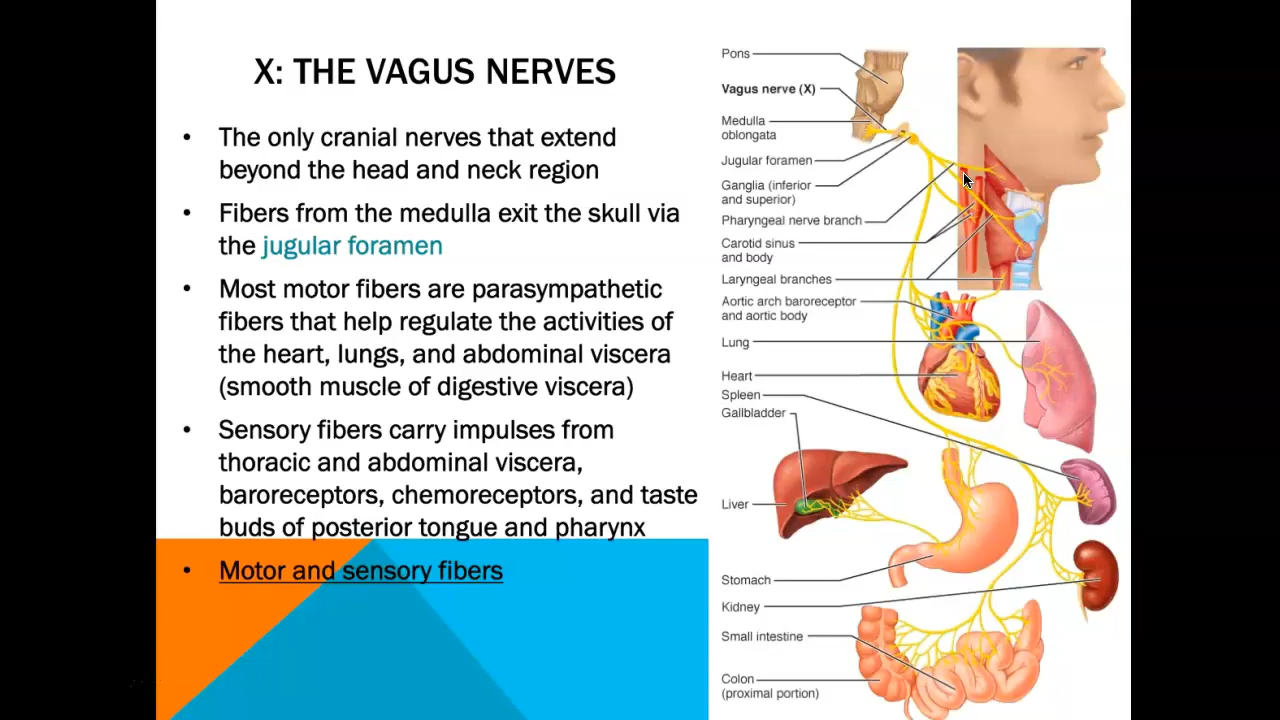 X: THE VAGUS NERVES
• The only cranial nerves that extend
beyond the head and neck region
• Fibers from the medulla exit the skull via
the jugular foramen
• Most motor fibers are parasympathetic
fibers that help regulate the activities of
the heart, lungs, and abdominal viscera
(smooth muscle of digestive viscera)
• Sensory fibers carry impulses from
thoracic and abdominal viscera,
baroreceptors, chemoreceptors, and taste
buds of posterior tongue and pharynx
• Motor and sensory fibers
Pons
Vagus nerve (X)
Medulla
oblongata
Jugular foramen
Ganglia (inferior
and superior)
Pharyngeal nerve branch
Carotid sinus
and body
Laryngeal branches
Aortic arch baroreceptor
and aortic body
Lung
Heart
Spleen
Gallbladder
Liver
Stomach
Kidney
Small intestine
Colon
(proximal portion)